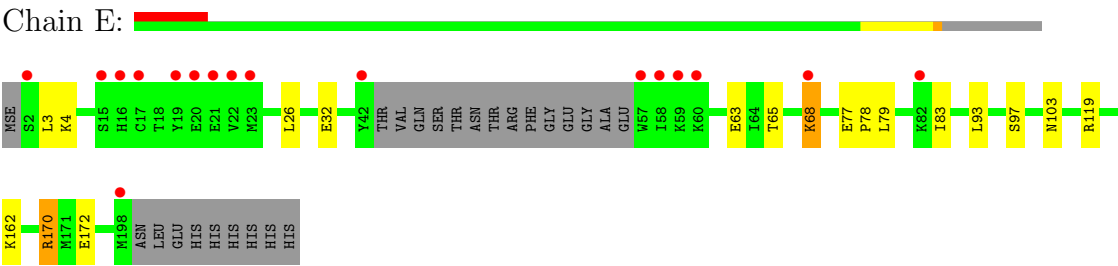 Chain E:
MSE S2 L3 K4 S15 H16 C17 T18 Y19 E20 E21 V22 M23 L26 E32 Y42 THR VAL GLN SER THR ASN THR ARG PHE GLY GLU GLY ALA GLU W57 I58 K59 K60 E63 I64 T65 K68 E77 P78 L79 K82 I83 L93 S97 N103 R119
K162 R170 M171 E172 M198 ASN LEU GLU HIS HIS HIS HIS HIS HIS